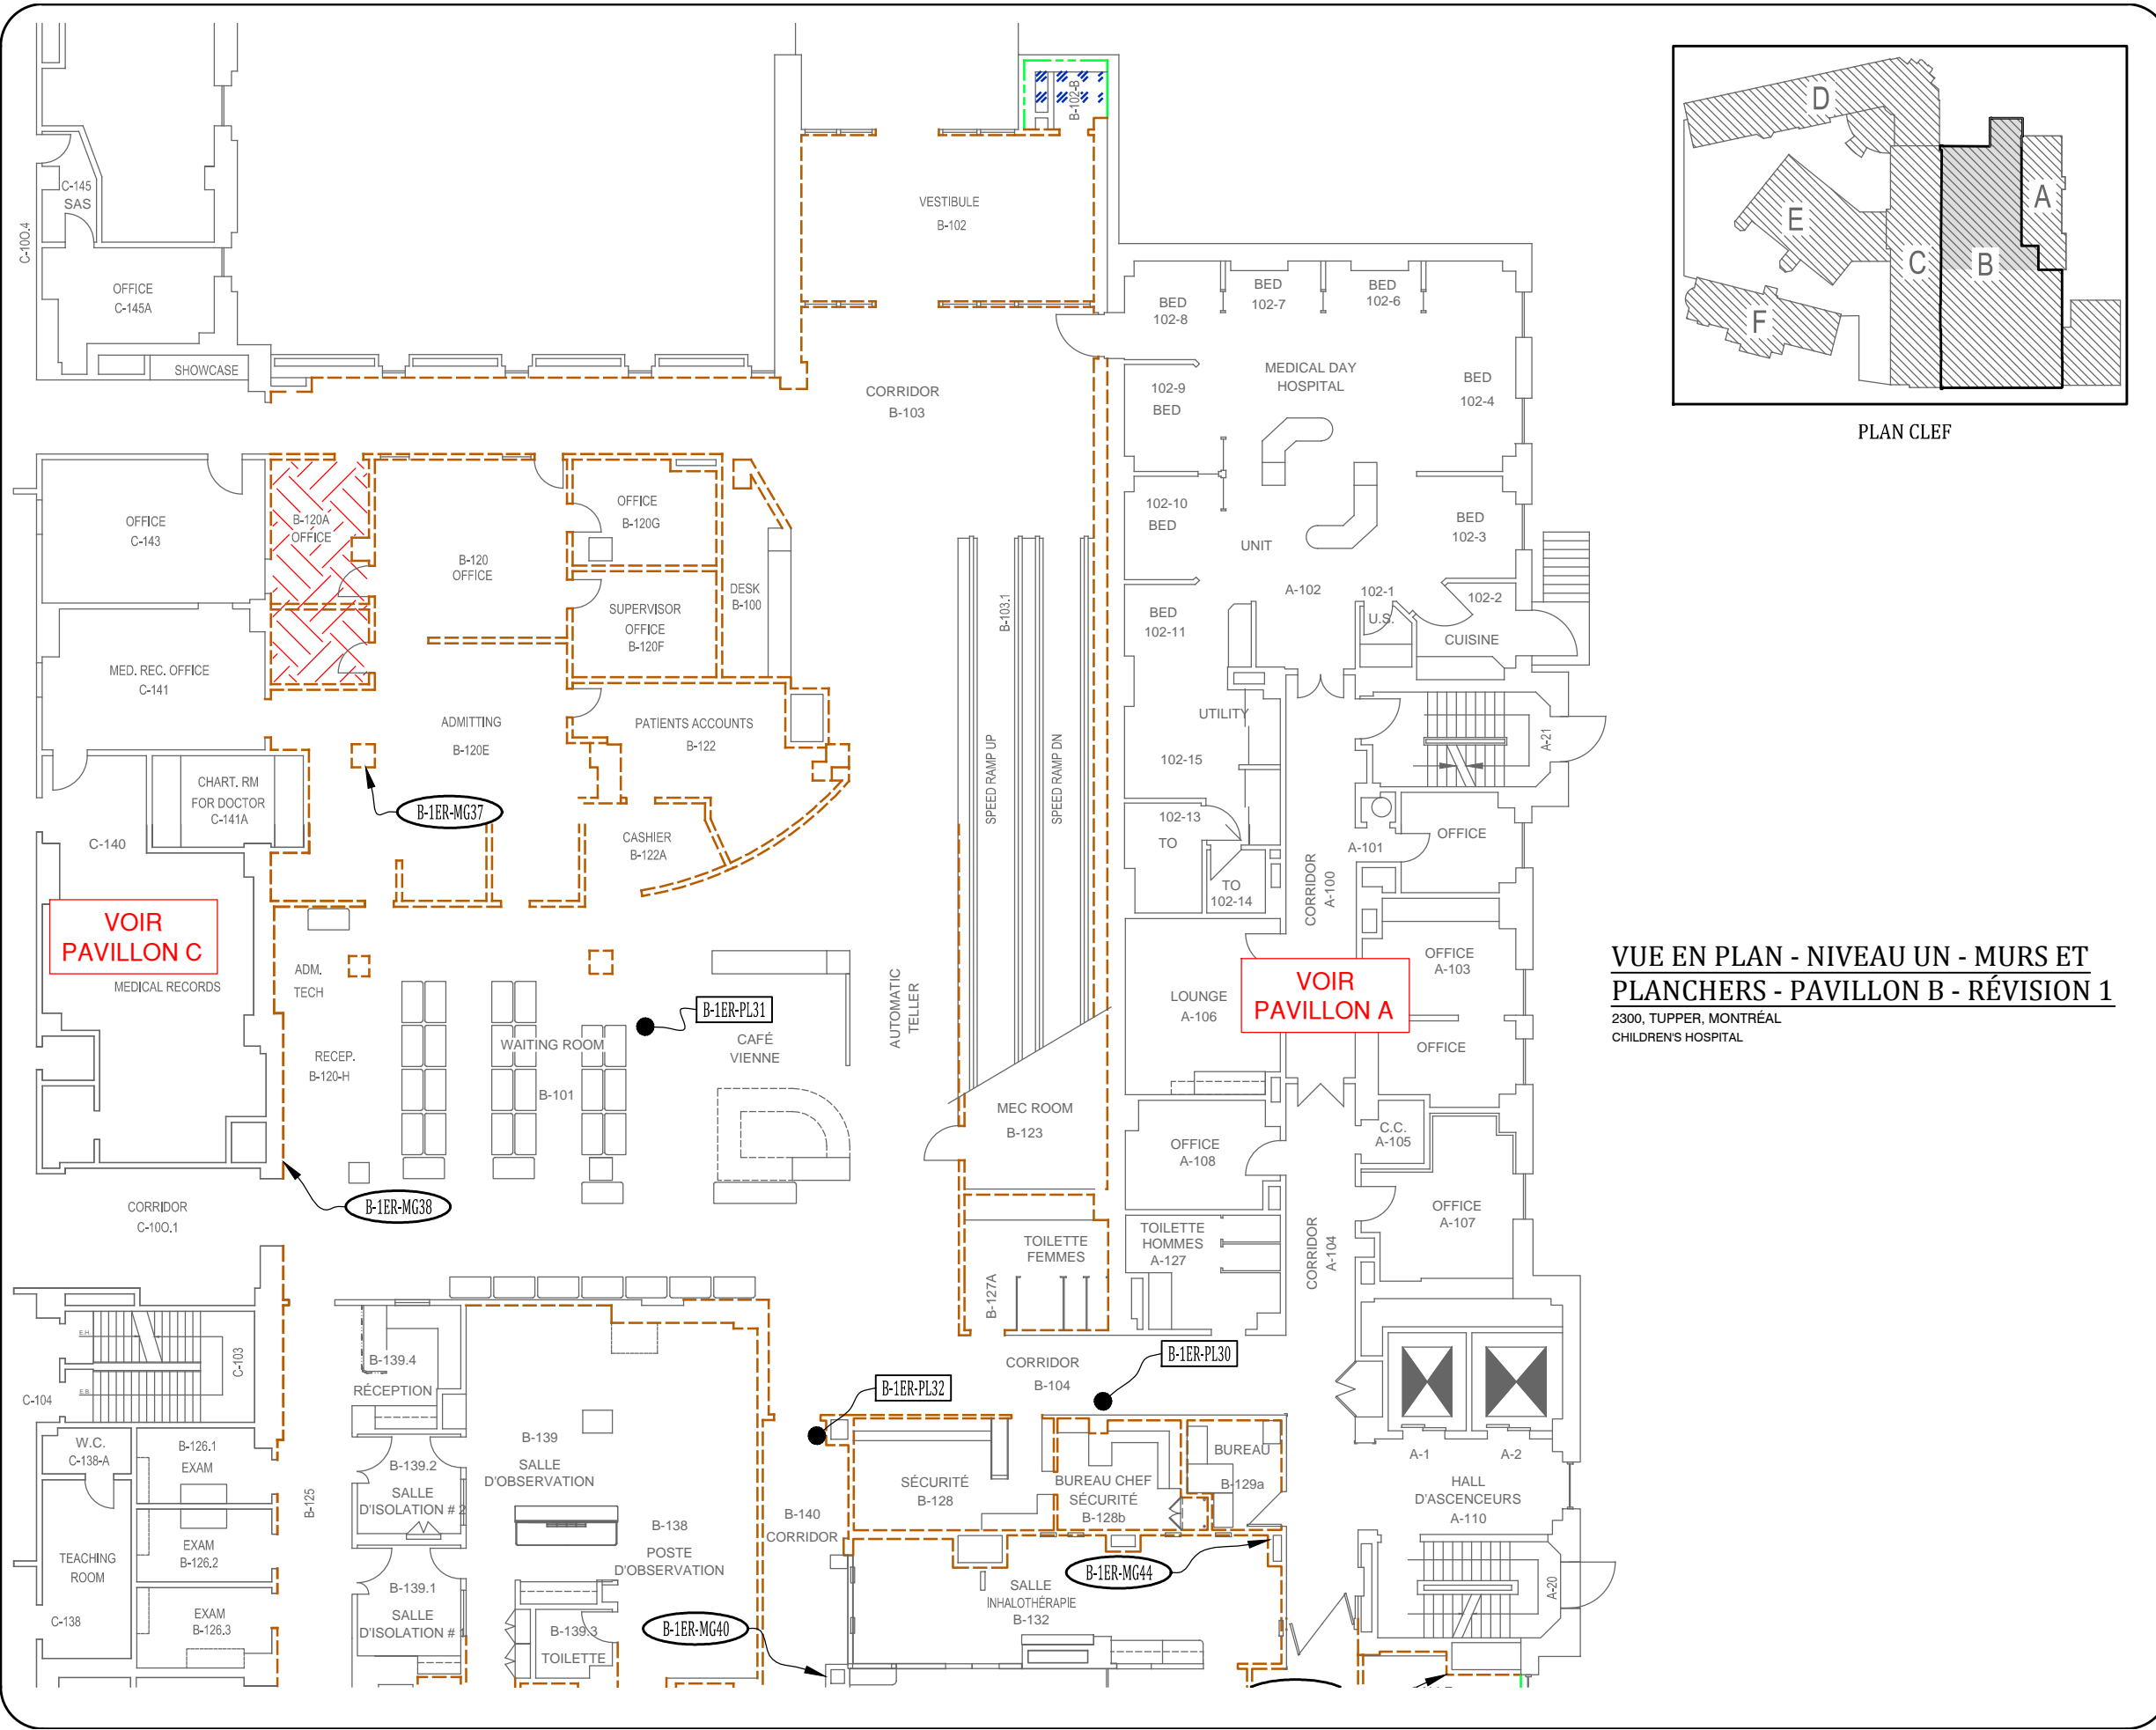 C-100.4
C-145
SAS
OFFICE
C-145A
SHOWCASE
B-102-B
VESTIBULE
B-102
CORRIDOR
B-103
BED
102-8
BED
102-7
BED
102-6
102-9
BED
MEDICAL DAY
HOSPITAL
BED
102-4
102-10
BED
BED
102-3
UNIT
A-102
BED
102-11
102-1
U.S.
102-2
CUISINE
UTILITY
102-15
102-13
TO
TO
102-14
A-21
OFFICE
A-101
CORRIDOR
A-100
D
E
F
C
B
A
PLAN CLEF
OFFICE
C-143
B-120A
OFFICE
B-120
OFFICE
OFFICE
B-120G
DESK
B-100
SUPERVISOR
OFFICE
B-120F
MED. REC. OFFICE
C-141
ADMITTING
B-120E
PATIENTS ACCOUNTS
B-122
CHART. RM
FOR DOCTOR
C-141A
B-1ER-MG37
CASHIER
B-122A
C-140
VOIR
PAVILLON C
MEDICAL RECORDS
ADM.
TECH
RECEP.
B-120-H
WAITING ROOM
B-101
B-1ER-PL31
CAFÉ
VIENNE
AUTOMATIC
TELLER
B-103.1
SPEED RAMP UP
SPEED RAMP DN
MEC ROOM
B-123
LOUNGE
A-106
VOIR
PAVILLON A
OFFICE
A-103
OFFICE
C.C.
A-105
OFFICE
A-108
OFFICE
A-107
TOILETTE
HOMMES
A-127
CORRIDOR
A-104
TOILETTE
FEMMES
B-127A
VUE EN PLAN - NIVEAU UN - MURS ET
PLANCHERS - PAVILLON B - RÉVISION 1
2300, TUPPER, MONTRÉAL
CHILDREN'S HOSPITAL
B-1ER-MG38
CORRIDOR
C-100.1
C-103
E.H.
E.B.
C-104
W.C.
C-138-A
B-126.1
EXAM
EXAM
B-126.2
EXAM
B-126.3
TEACHING
ROOM
C-138
B-125
B-139.4
RÉCEPTION
B-139.2
SALLE
D'ISOLATION # 2
B-139.1
SALLE
D'ISOLATION #
B-139
SALLE
D'OBSERVATION
B-138
POSTE
D'OBSERVATION
B-139.3
TOILETTE
B-140
CORRIDOR
B-1ER-MG40
B-1ER-PL32
CORRIDOR
B-104
B-1ER-PL30
SÉCURITÉ
B-128
BUREAU CHEF
SÉCURITÉ
B-128b
BUREAU
B-129a
B-1ER-MG44
SALLE
INHALOTHÉRAPIE
B-132
A-1
A-2
HALL
D'ASCENCEURS
A-110
A-20